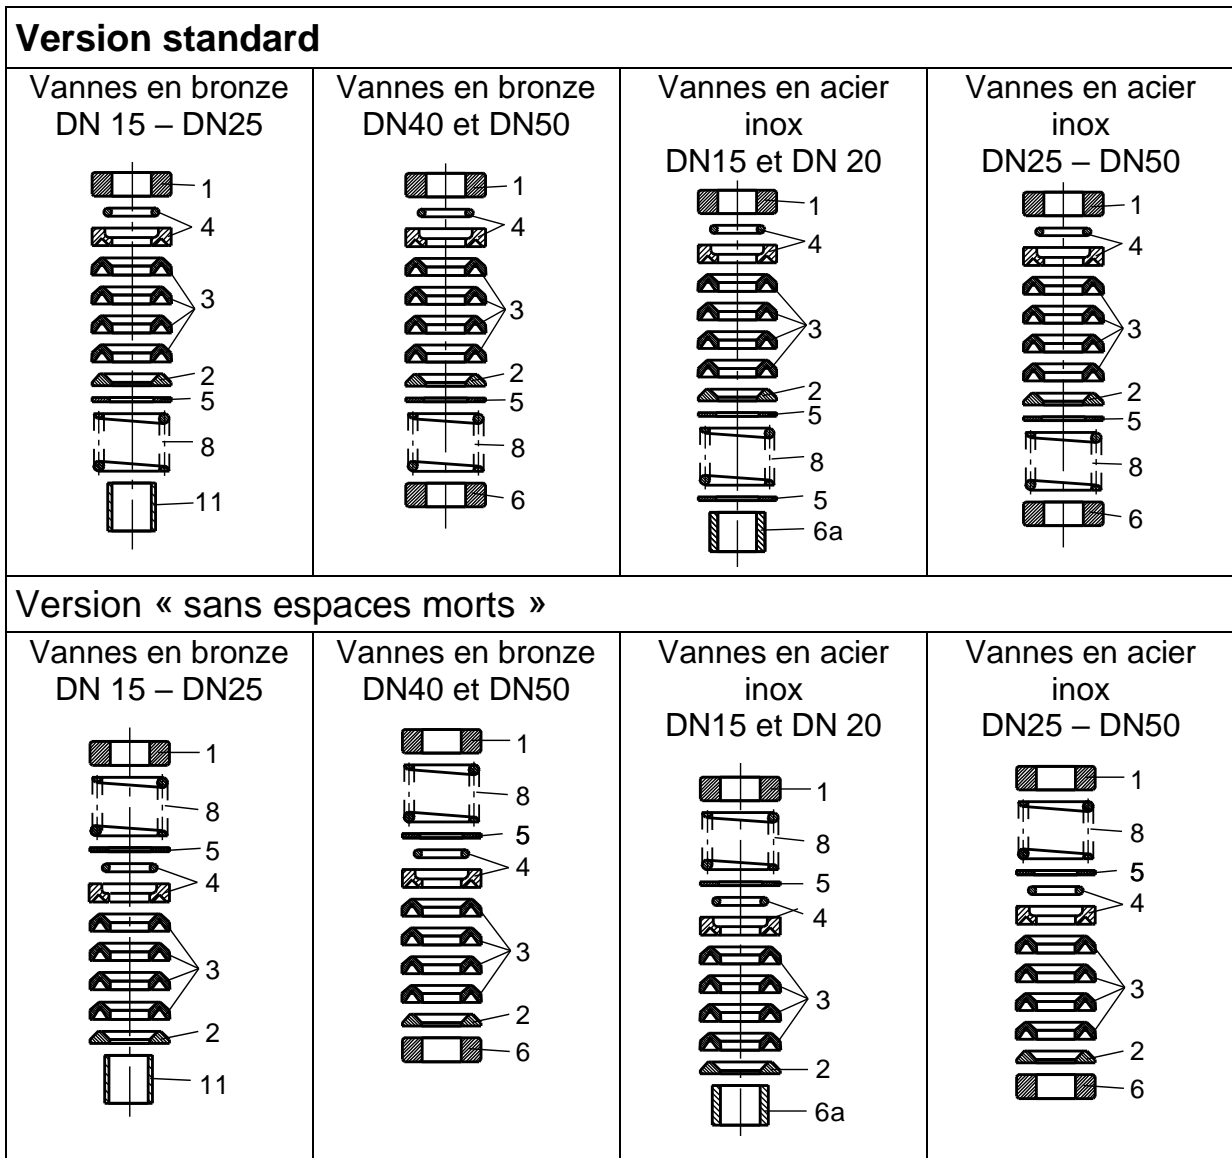 Version standard
Vannes en bronze
DN 15 – DN25
1
4
3
2
5
8
11
Vannes en bronze
DN40 et DN50
1
4
3
2
5
8
6
Vannes en acier
inox
DN15 et DN 20
1
4
3
2
5
8
5
6a
Vannes en acier
inox
DN25 – DN50
1
4
3
2
5
8
6
Version « sans espaces morts »
Vannes en bronze
DN 15 – DN25
1
8
5
4
3
2
11
Vannes en bronze
DN40 et DN50
1
8
5
4
3
2
6
Vannes en acier
inox
DN15 et DN 20
1
8
5
4
3
2
6a
Vannes en acier
inox
DN25 – DN50
1
8
5
4
3
2
6